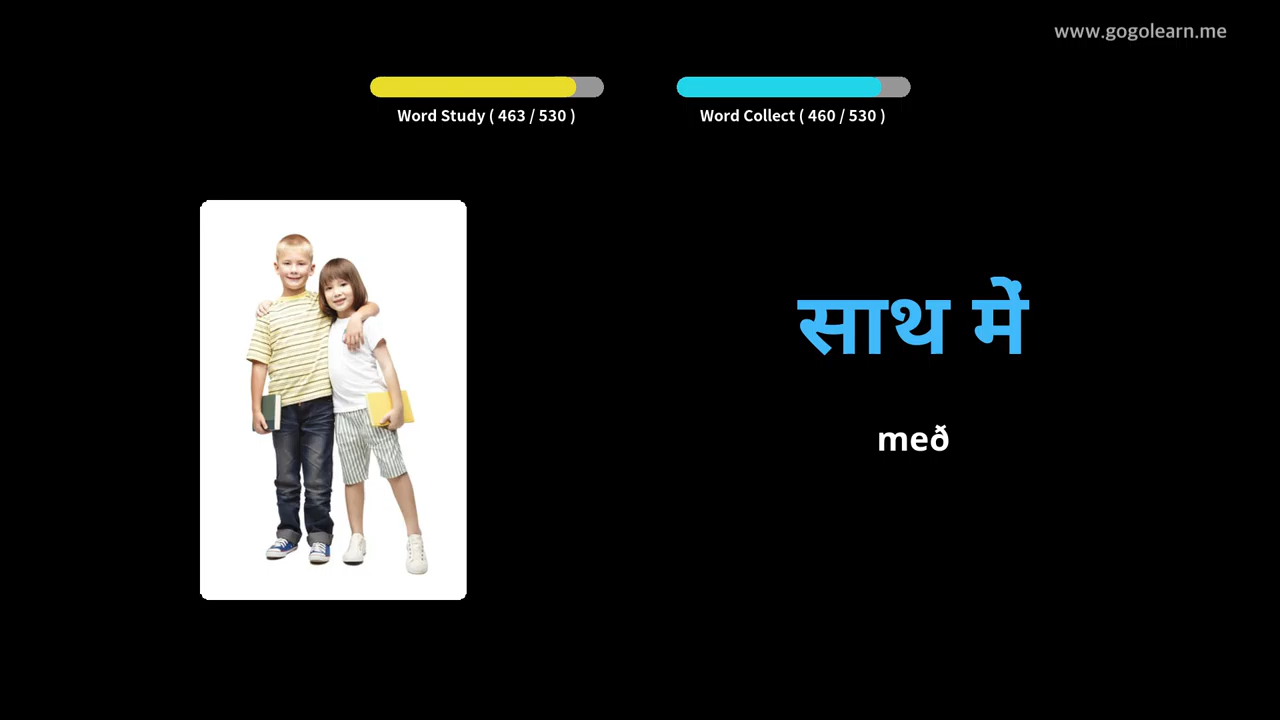 www.gogolearn.me
Word Study ( 463 / 530 )
Word Collect ( 460 / 530 )
साथ में
með